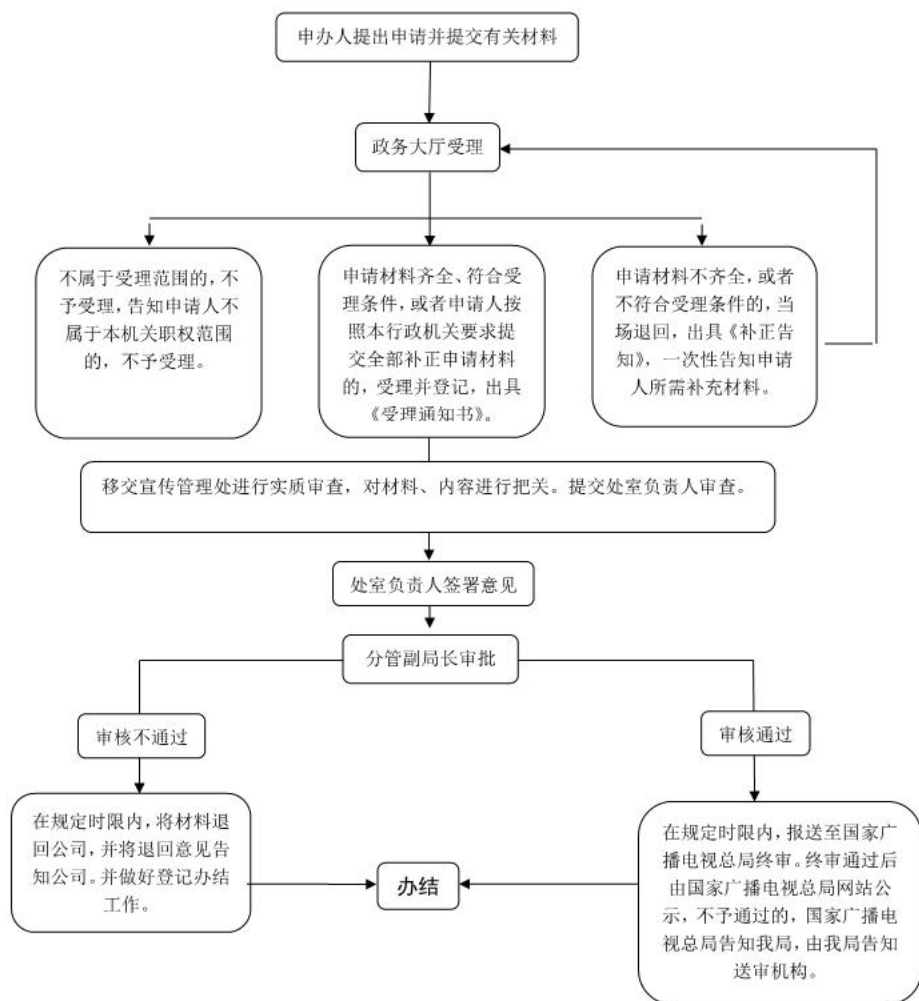 申办人提出申请并提交有关材料
政务大厅受理
不属于受理范围的，不
予受理，告知申请人不
属于本机关职权范围
的，不予受理。
申请材料齐全、符合受
理条件，或者申请人按
照本行政机关要求提
交全部补正申请材料
的，受理并登记，出具
《受理通知书》。
申请材料不齐全，或者
不符合受理条件的，当
场退回，出具《补正告
知》，一次性告知申请
人所需补充材料。
移交宣传管理处进行实质审查，对材料、内容进行把关。提交处室负责人审查。
处室负责人签署意见
分管副局长审批
审核不通过
审核通过
在规定时限内，将材料退
回公司，并将退回意见告
知公司。并做好登记办结
工作。
办结
在规定时限内，报送至国家广
播电视总局终审。终审通过后
由国家广播电视总局网站公
示，不予通过的，国家广播电
视总局告知我局，由我局告知
送审机构。